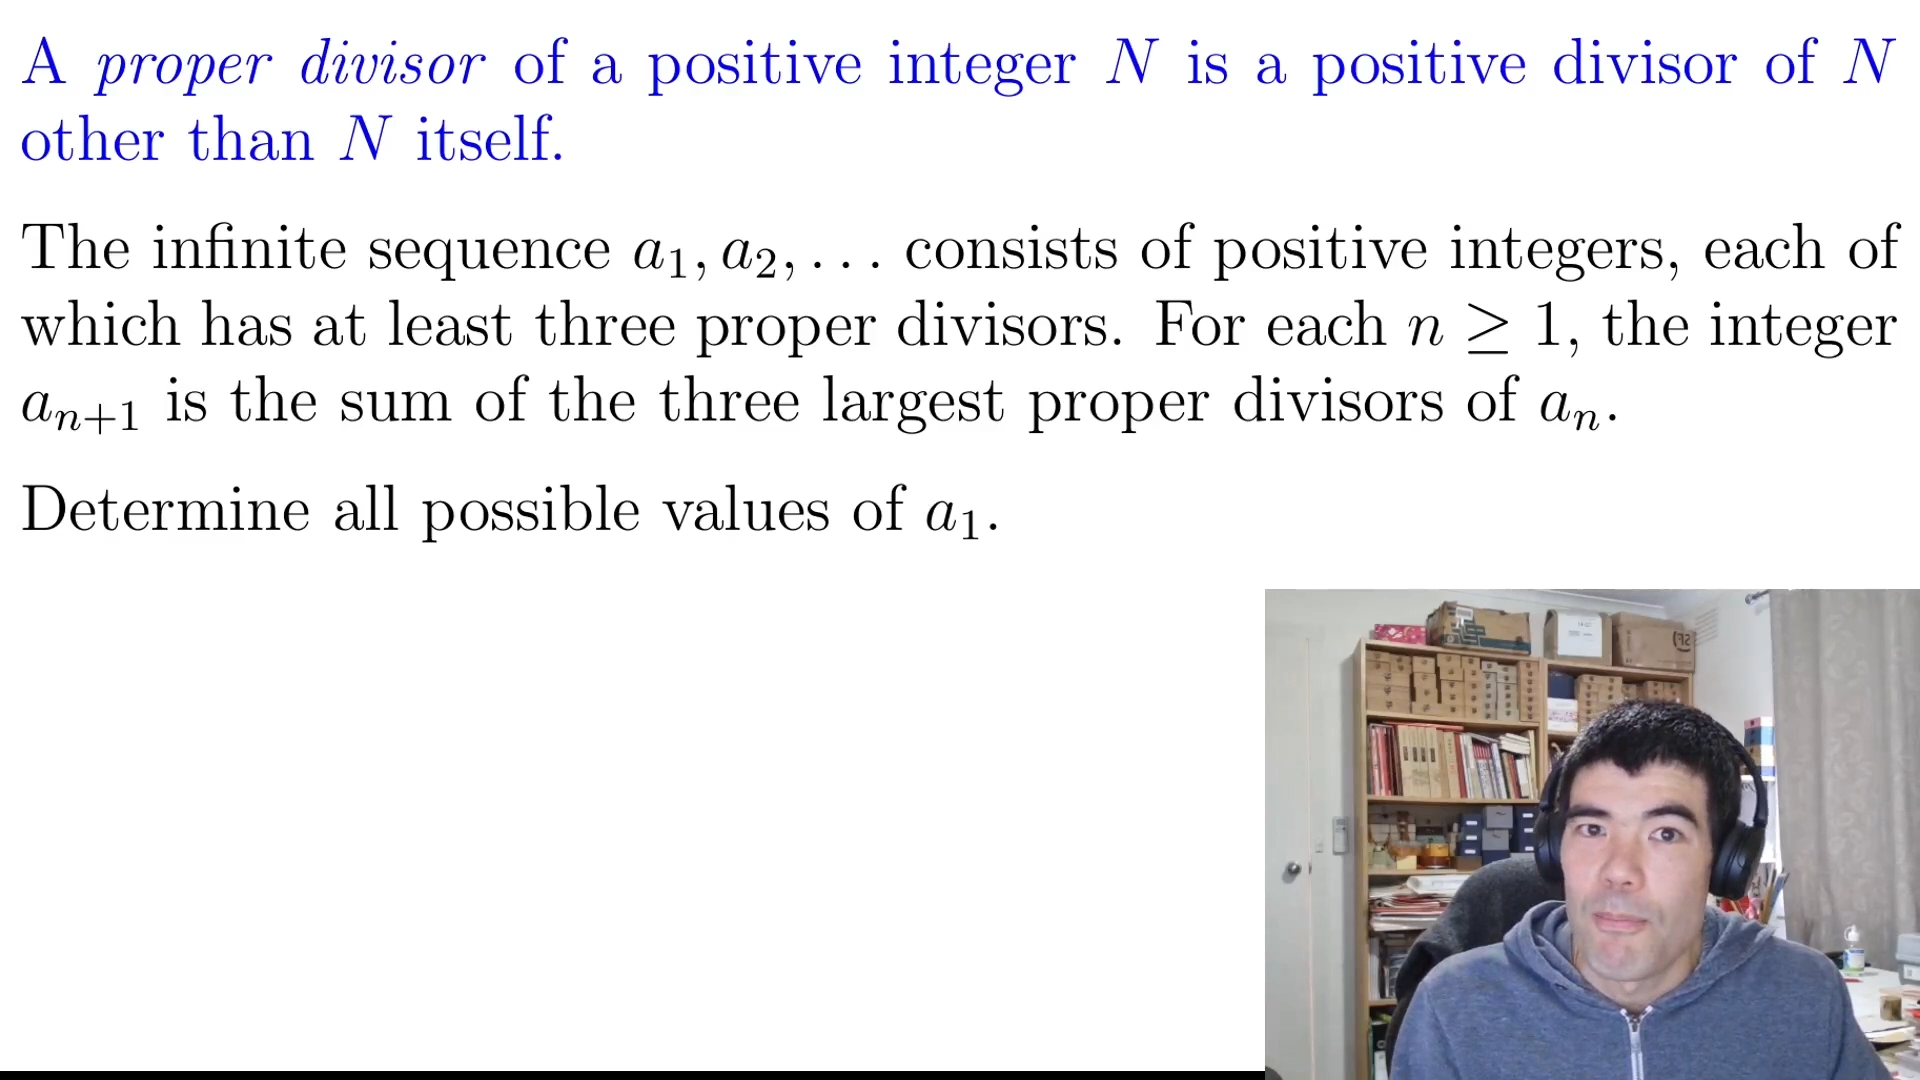 A proper divisor of a positive integer N is a positive divisor of N
other than N itself.
The infinite sequence a₁, a₂, . . . consists of positive integers, each of
which has at least three proper divisors. For each n ≥ 1, the integer
aₙ₊₁ is the sum of the three largest proper divisors of aₙ.
Determine all possible values of a₁.